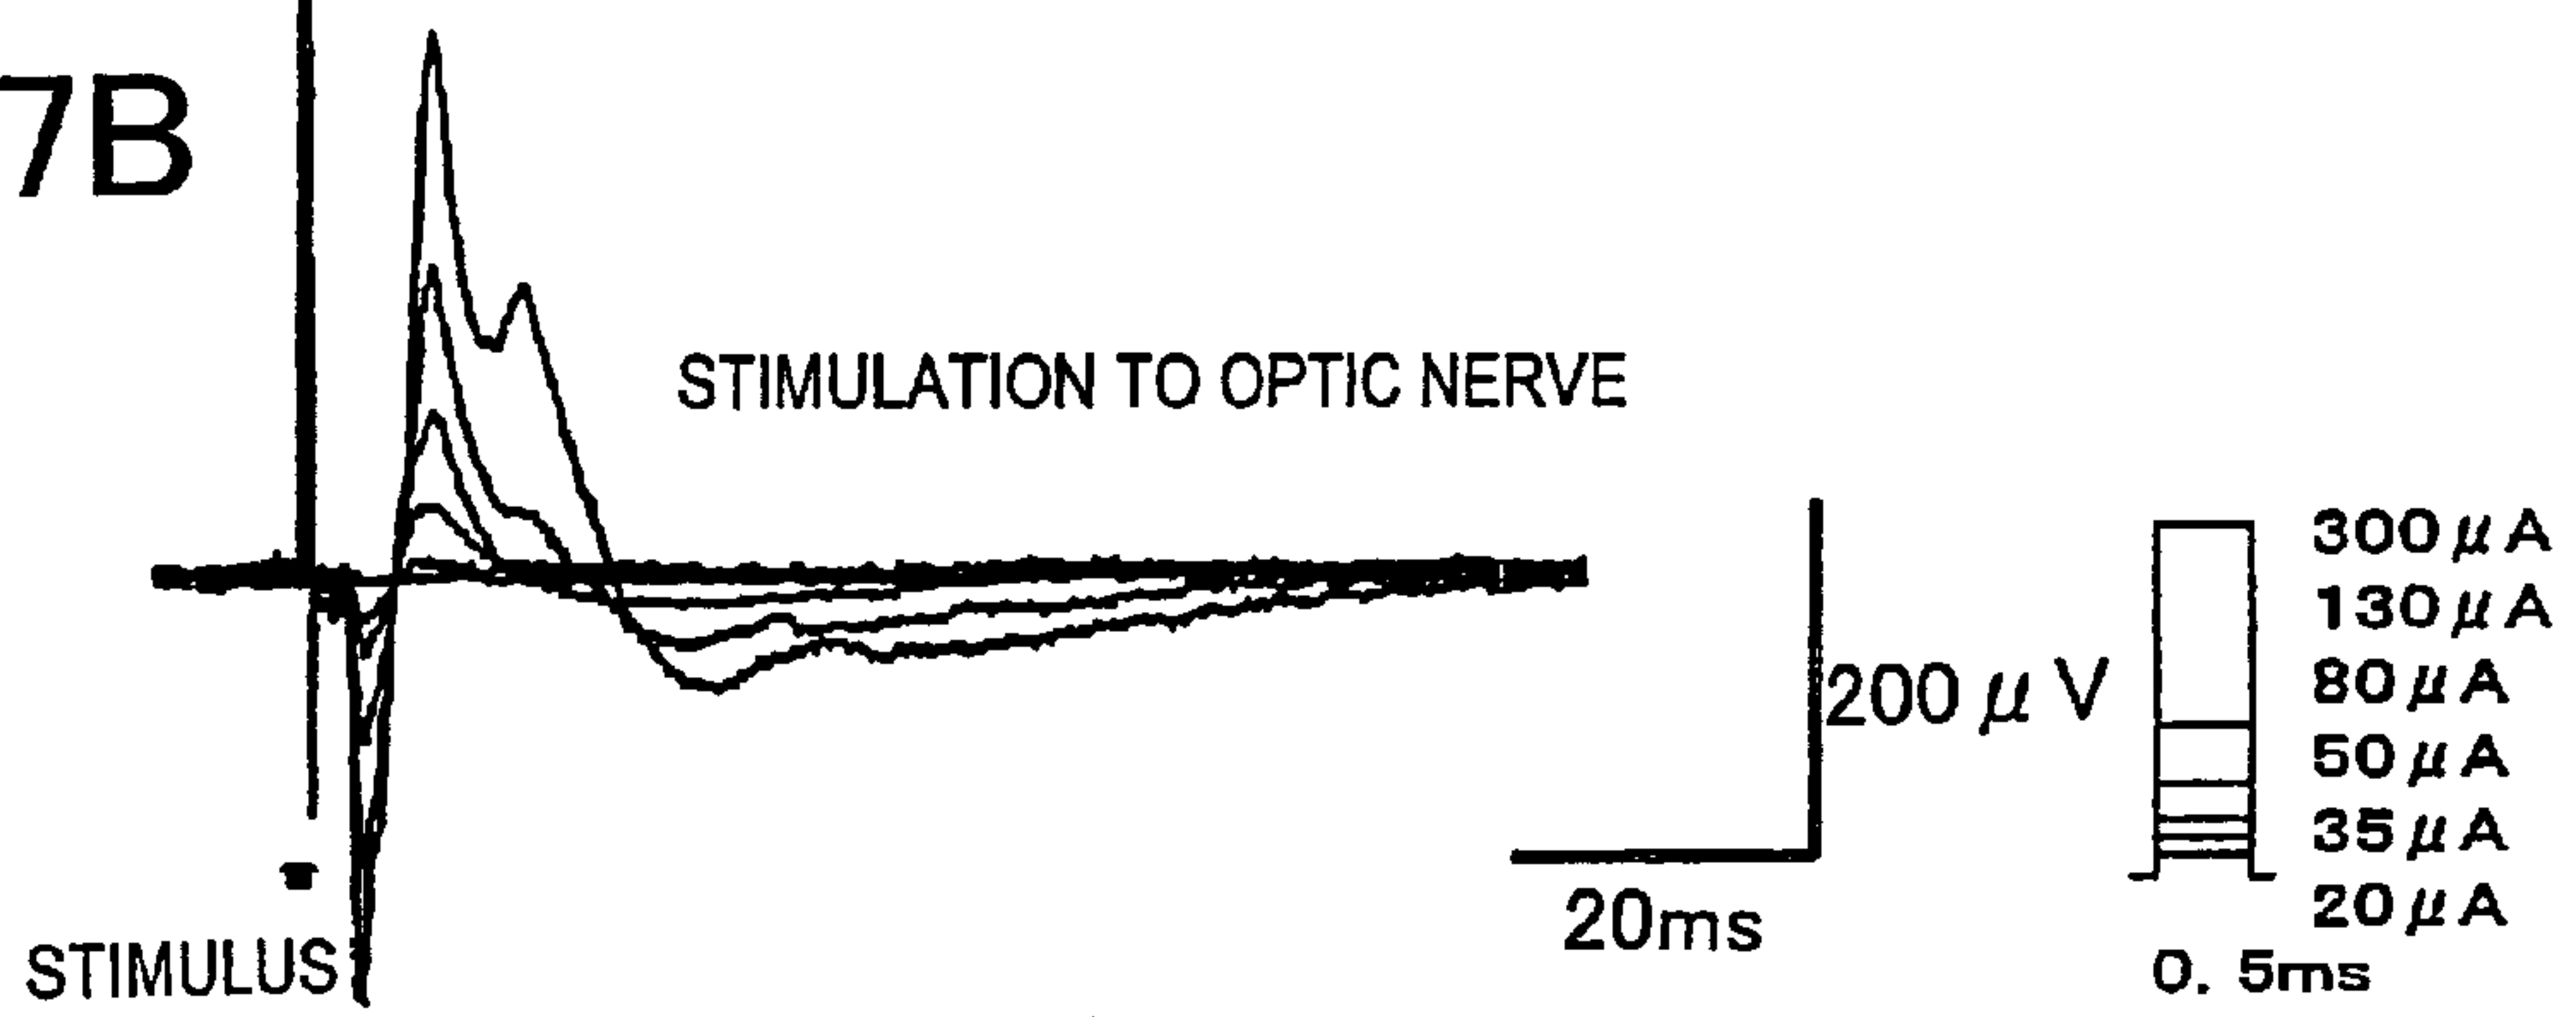 7B
STIMULATION TO OPTIC NERVE
200 μV
20ms
STIMULUS
300 μA
130 μA
80 μA
50 μA
35 μA
20 μA
0. 5ms